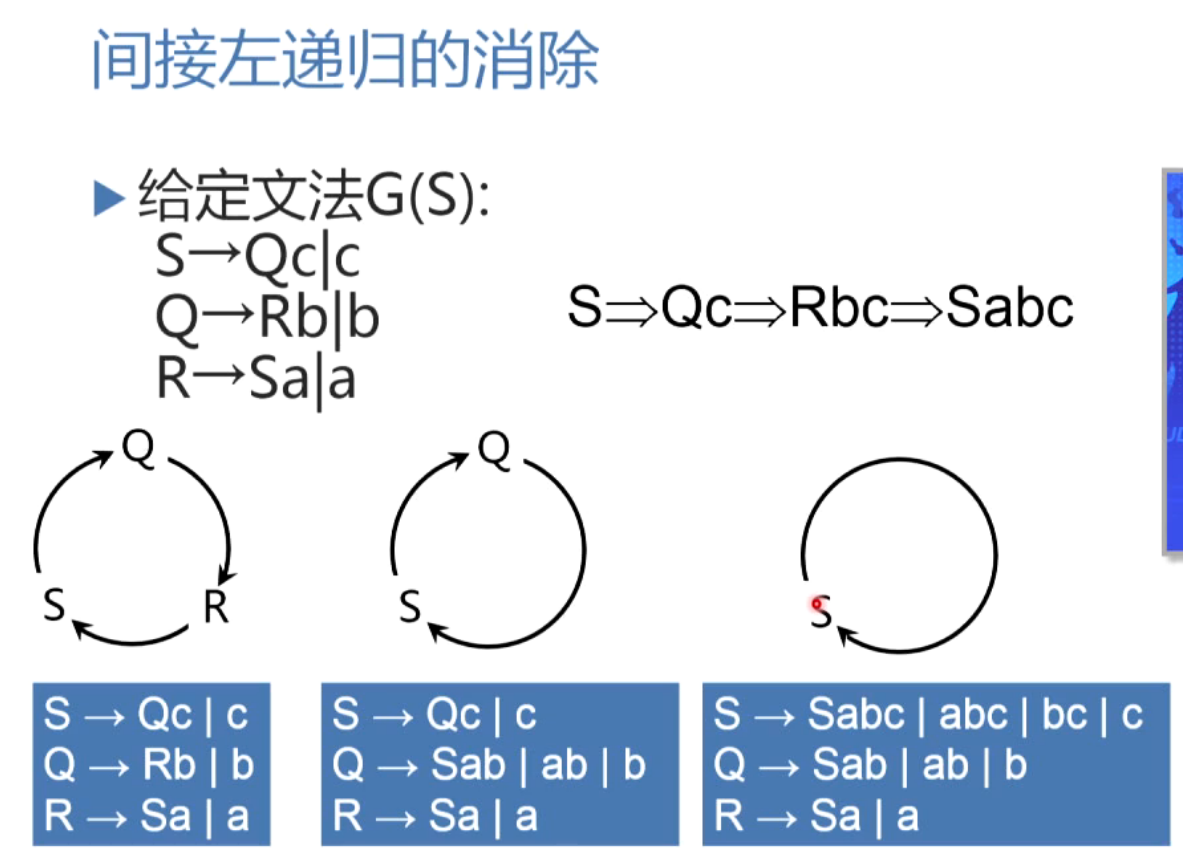 间接左递归的消除
给定文法G(S):
S→Qc|c
Q→Rb|b
R→Sa|a
S⇒Qc⇒Rbc⇒Sabc
Q
S
R
Q
S
S
S → Qc | c
Q → Rb | b
R → Sa | a
S → Qc | c
Q → Sab | ab | b
R → Sa | a
S → Sabc | abc | bc | c
Q → Sab | ab | b
R → Sa | a